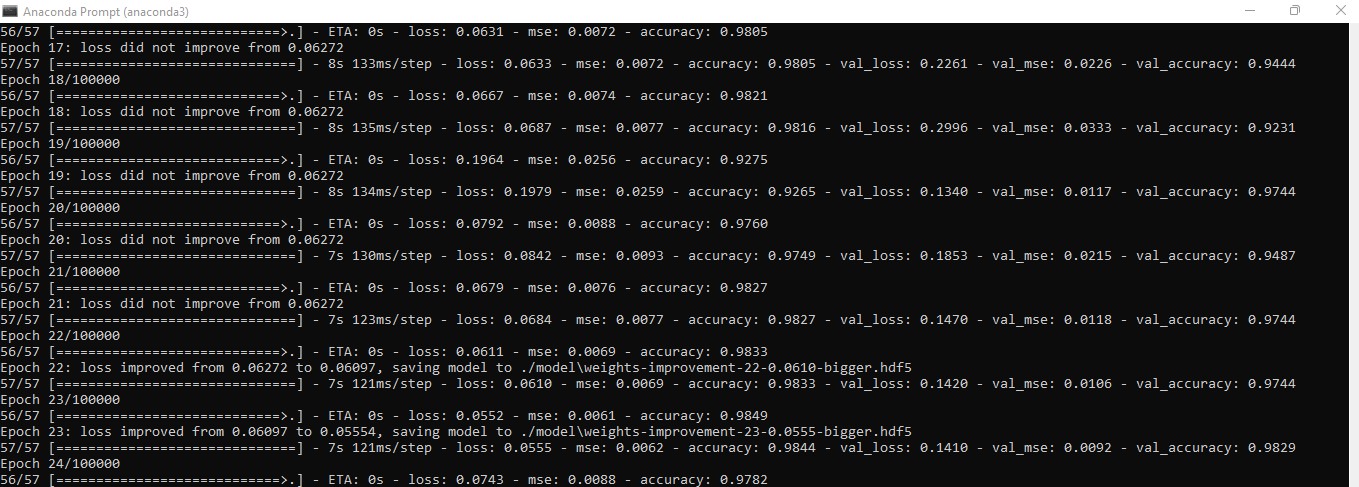 Anaconda Prompt (anaconda3)
56/57 [============================>.] - ETA: 0s - loss: 0.0631 - mse: 0.0072 - accuracy: 0.9805
Epoch 17: loss did not improve from 0.06272
57/57 [==============================] - 8s 133ms/step - loss: 0.0633 - mse: 0.0072 - accuracy: 0.9805 - val_loss: 0.2261 - val_mse: 0.0226 - val_accuracy: 0.9444
Epoch 18/100000
56/57 [============================>.] - ETA: 0s - loss: 0.0667 - mse: 0.0074 - accuracy: 0.9821
Epoch 18: loss did not improve from 0.06272
57/57 [==============================] - 8s 135ms/step - loss: 0.0687 - mse: 0.0077 - accuracy: 0.9816 - val_loss: 0.2996 - val_mse: 0.0333 - val_accuracy: 0.9231
Epoch 19/100000
56/57 [============================>.] - ETA: 0s - loss: 0.1964 - mse: 0.0256 - accuracy: 0.9275
Epoch 19: loss did not improve from 0.06272
57/57 [==============================] - 8s 134ms/step - loss: 0.1979 - mse: 0.0259 - accuracy: 0.9265 - val_loss: 0.1340 - val_mse: 0.0117 - val_accuracy: 0.9744
Epoch 20/100000
56/57 [============================>.] - ETA: 0s - loss: 0.0792 - mse: 0.0088 - accuracy: 0.9760
Epoch 20: loss did not improve from 0.06272
57/57 [==============================] - 7s 130ms/step - loss: 0.0842 - mse: 0.0093 - accuracy: 0.9749 - val_loss: 0.1853 - val_mse: 0.0215 - val_accuracy: 0.9487
Epoch 21/100000
56/57 [============================>.] - ETA: 0s - loss: 0.0679 - mse: 0.0076 - accuracy: 0.9827
Epoch 21: loss did not improve from 0.06272
57/57 [==============================] - 7s 123ms/step - loss: 0.0684 - mse: 0.0077 - accuracy: 0.9827 - val_loss: 0.1470 - val_mse: 0.0118 - val_accuracy: 0.9744
Epoch 22/100000
56/57 [============================>.] - ETA: 0s - loss: 0.0611 - mse: 0.0069 - accuracy: 0.9833
Epoch 22: loss improved from 0.06272 to 0.06097, saving model to ./model\weights-improvement-22-0.0610-bigger.hdf5
57/57 [==============================] - 7s 121ms/step - loss: 0.0610 - mse: 0.0069 - accuracy: 0.9833 - val_loss: 0.1420 - val_mse: 0.0106 - val_accuracy: 0.9744
Epoch 23/100000
56/57 [============================>.] - ETA: 0s - loss: 0.0552 - mse: 0.0061 - accuracy: 0.9849
Epoch 23: loss improved from 0.06097 to 0.05554, saving model to ./model\weights-improvement-23-0.0555-bigger.hdf5
57/57 [==============================] - 7s 121ms/step - loss: 0.0555 - mse: 0.0062 - accuracy: 0.9844 - val_loss: 0.1410 - val_mse: 0.0092 - val_accuracy: 0.9829
Epoch 24/100000
56/57 [============================>.] - ETA: 0s - loss: 0.0743 - mse: 0.0088 - accuracy: 0.9782